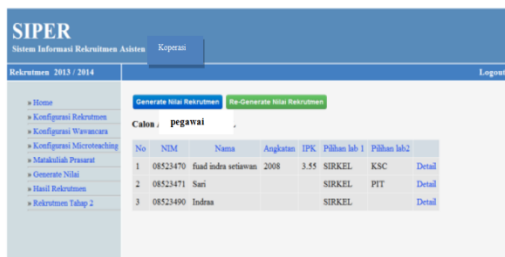 SIPER
Sistem Informasi Rekruitmen Asisten Koperasi
Rekrutmen 2013 / 2014 Logout
» Home
» Konfigurasi Rekrutmen
» Konfigurasi Wawancara
» Konfigurasi Microteaching
» Matakuliah Prasarat
» Generate Nilai
» Hasil Rekrutmen
» Rekrutmen Tahap 2
Generate Nilai Rekrutmen Re-Generate Nilai Rekrutmen
Calon pegawai
No NIM Nama Angkatan IPK Pilihan lab 1 Pilihan lab2
1 08523470 fuad indra setiawan 2008 3.55 SIRKEL KSC Detail
2 08523471 Sari SIRKEL PIT Detail
3 08523490 Indraa SIRKEL Detail